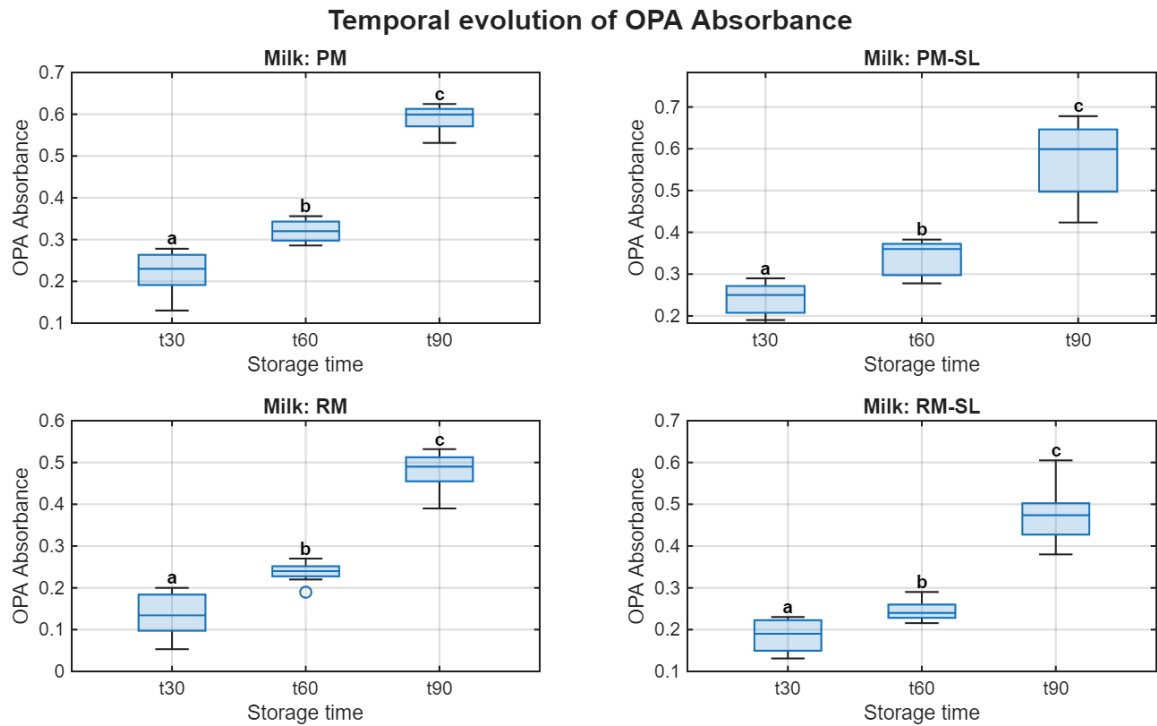 Temporal evolution of OPA Absorbance
Milk: PM
0.7
0.6
0.5
0.4
0.3
0.2
0.1
OPA Absorbance
a
b
c
t30
t60
t90
Storage time
Milk: PM-SL
0.7
0.6
0.5
0.4
0.3
0.2
OPA Absorbance
a
b
c
t30
t60
t90
Storage time
Milk: RM
0.6
0.5
0.4
0.3
0.2
0.1
0
OPA Absorbance
a
b
c
t30
t60
t90
Storage time
Milk: RM-SL
0.7
0.6
0.5
0.4
0.3
0.2
0.1
OPA Absorbance
a
b
c
t30
t60
t90
Storage time